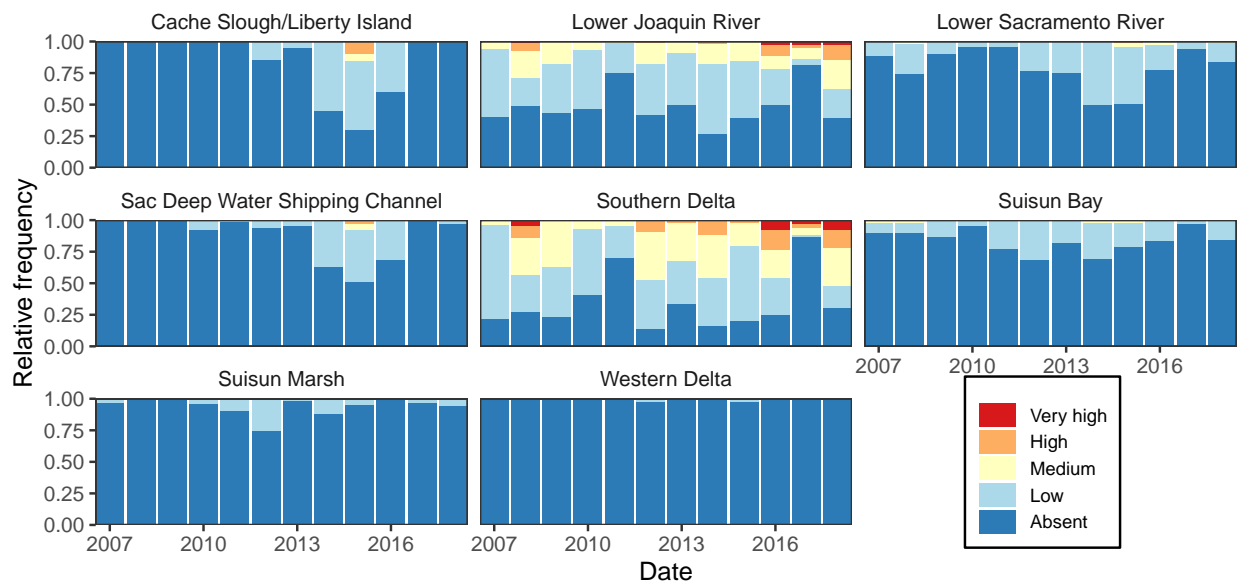 Cache Slough/Liberty Island
Lower Joaquin River
Lower Sacramento River
1.00
0.75
0.50
0.25
0.00
Sac Deep Water Shipping Channel
Southern Delta
Suisun Bay
1.00
0.75
0.50
0.25
0.00
2007 2010 2013 2016
Suisun Marsh
Western Delta
1.00
0.75
0.50
0.25
0.00
2007 2010 2013 2016
2007 2010 2013 2016
Relative frequency
Date
Very high
High
Medium
Low
Absent